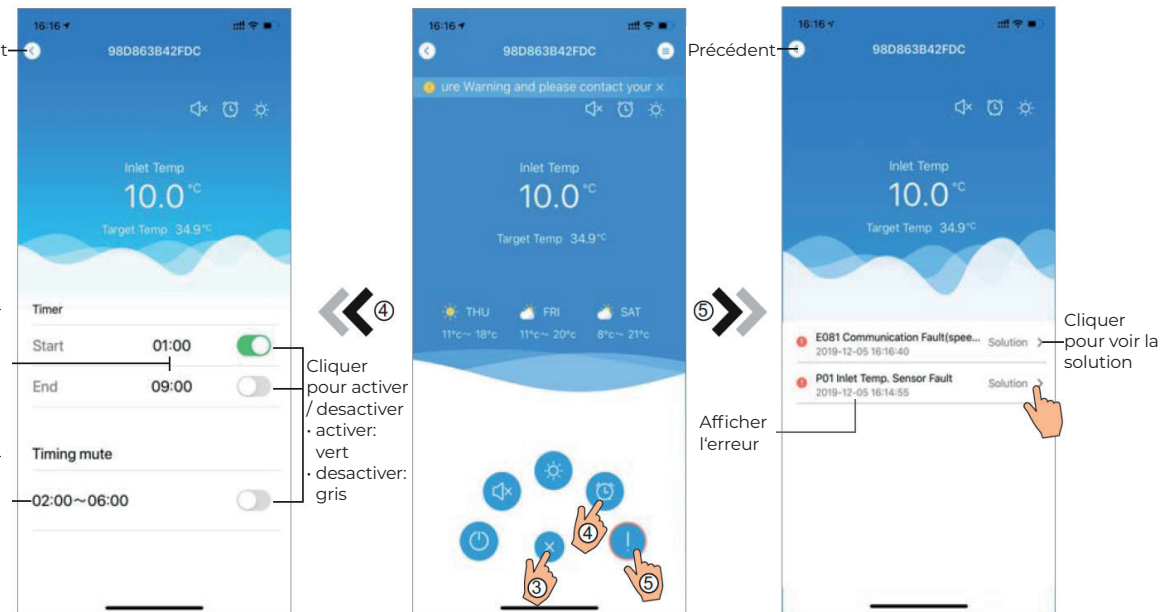 16:16
98D863B42FDC
Inlet Temp
10.0°C
Target Temp 34.9°C
Timer
Start 01:00
End 09:00
Timing mute
02:00~06:00
Cliquer
pour activer
/ desactiver
· activer:
vert
· desactiver:
gris
④
16:16
98D863B42FDC
ure Warning and please contact your ×
Inlet Temp
10.0°C
Target Temp 34.9°C
THU FRI SAT
11°c~ 18°c 11°c~ 20°c 8°c~ 21°c
④
③
⑤
⑤
Précédent
16:16
98D863B42FDC
Inlet Temp
10.0°C
Target Temp 34.9°C
E081 Communication Fault(spee... Solution
2019-12-05 16:16:40
P01 Inlet Temp. Sensor Fault Solution
2019-12-05 16:14:55
Afficher
l‘erreur
Cliquer
pour voir la
solution